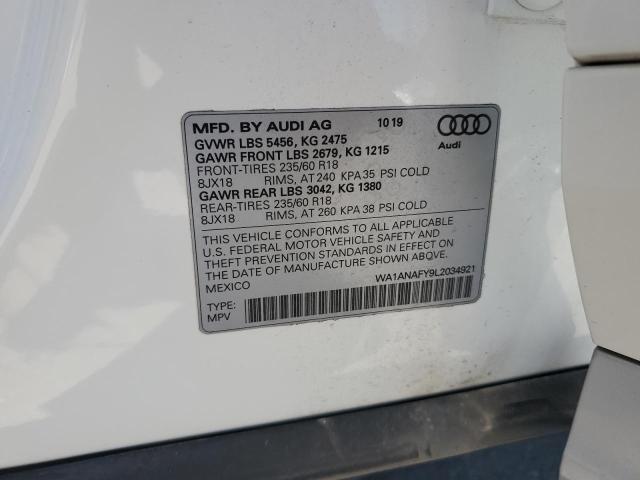 MFD. BY AUDI AG 10 19
GVWR LBS 5456, KG 2475
GAWR FRONT LBS 2679, KG 1215
FRONT-TIRES 235/60 R18
8JX18 RIMS, AT 240 KPA 35 PSI COLD
GAWR REAR LBS 3042, KG 1380
REAR-TIRES 235/60 R18
8JX18 RIMS, AT 260 KPA 38 PSI COLD
Audi
THIS VEHICLE CONFORMS TO ALL APPLICABLE
U.S. FEDERAL MOTOR VEHICLE SAFETY AND
THEFT PREVENTION STANDARDS IN EFFECT ON
THE DATE OF MANUFACTURE SHOWN ABOVE.
MEXICO WA1ANAFY9L2034921
TYPE:
MPV